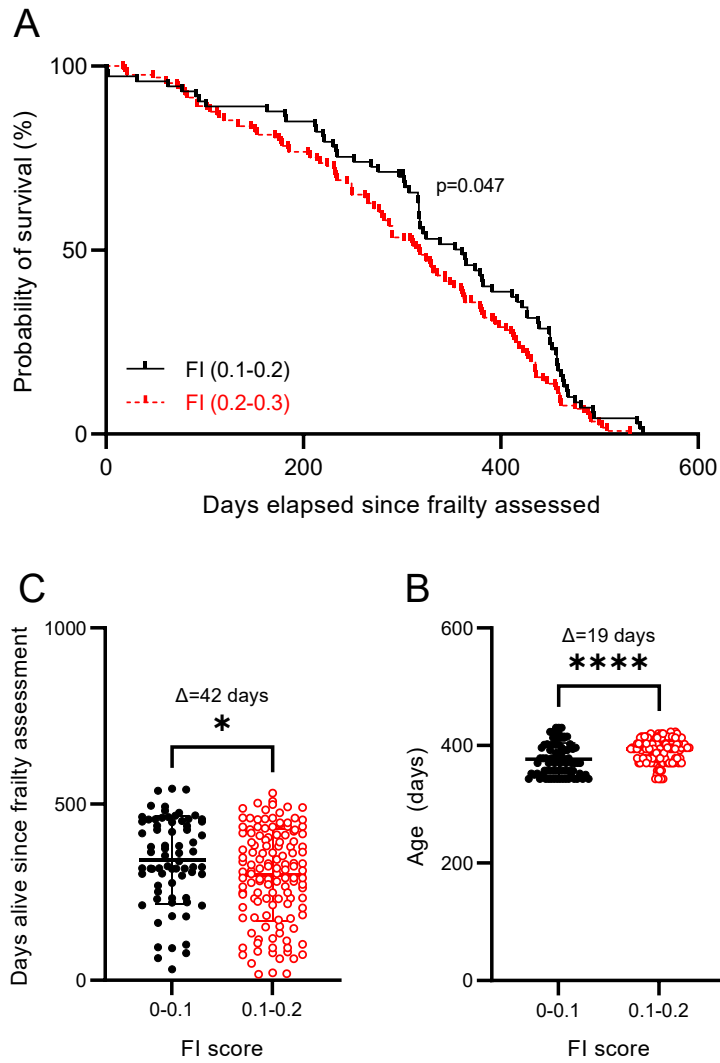 A
Probability of survival (%)
100
50
0
p=0.047
FI (0.1-0.2)
FI (0.2-0.3)
0 200 400 600
Days elapsed since frailty assessed
C
Days alive since frailty assessment
1000
500
0
Δ=42 days
*
0-0.1 0.1-0.2
FI score
B
Age (days)
600
400
200
0
Δ=19 days
****
0-0.1 0.1-0.2
FI score